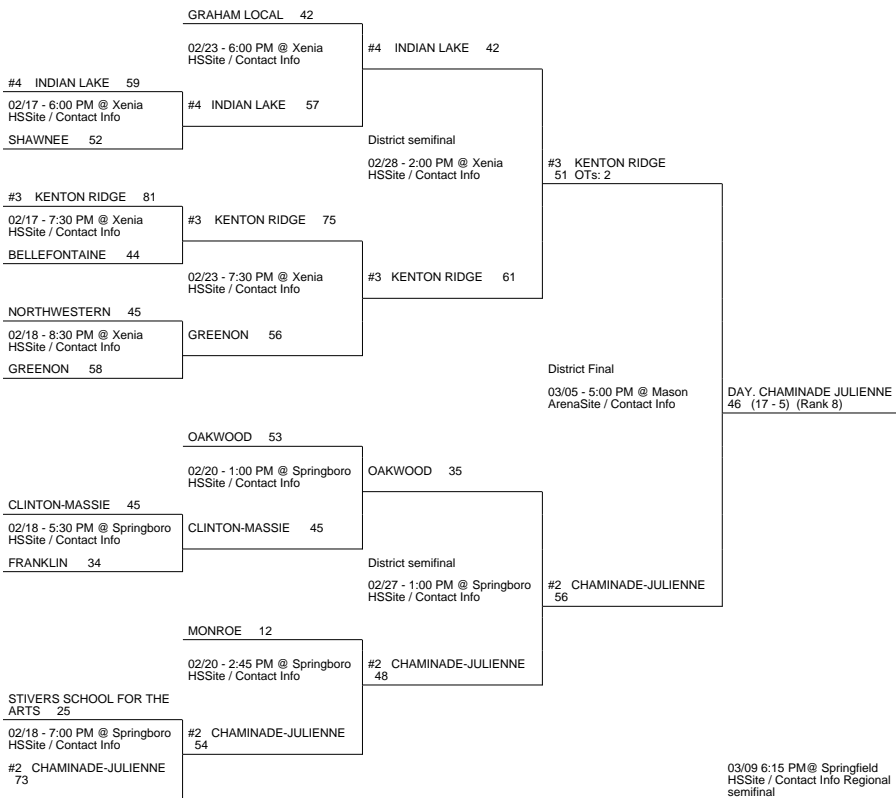 GRAHAM LOCAL 42
02/23 - 6:00 PM @ Xenia
HSSite / Contact Info
#4 INDIAN LAKE 42
#4 INDIAN LAKE 59
02/17 - 6:00 PM @ Xenia
HSSite / Contact Info
#4 INDIAN LAKE 57
SHAWNEE 52
District semifinal
02/28 - 2:00 PM @ Xenia
HSSite / Contact Info
#3 KENTON RIDGE
51 OTs: 2
#3 KENTON RIDGE 81
02/17 - 7:30 PM @ Xenia
HSSite / Contact Info
#3 KENTON RIDGE 75
BELLEFONTAINE 44
02/23 - 7:30 PM @ Xenia
HSSite / Contact Info
#3 KENTON RIDGE 61
NORTHWESTERN 45
02/18 - 8:30 PM @ Xenia
HSSite / Contact Info
GREENON 56
GREENON 58
District Final
03/05 - 5:00 PM @ Mason
ArenaSite / Contact Info
DAY. CHAMINADE JULIENNE
46 (17 - 5) (Rank 8)
OAKWOOD 53
02/20 - 1:00 PM @ Springboro
HSSite / Contact Info
OAKWOOD 35
CLINTON-MASSIE 45
02/18 - 5:30 PM @ Springboro
HSSite / Contact Info
CLINTON-MASSIE 45
FRANKLIN 34
District semifinal
02/27 - 1:00 PM @ Springboro
HSSite / Contact Info
#2 CHAMINADE-JULIENNE
56
MONROE 12
02/20 - 2:45 PM @ Springboro
HSSite / Contact Info
#2 CHAMINADE-JULIENNE
48
STIVERS SCHOOL FOR THE
ARTS 25
02/18 - 7:00 PM @ Springboro
HSSite / Contact Info
#2 CHAMINADE-JULIENNE
54
#2 CHAMINADE-JULIENNE
73
03/09 6:15 PM@ Springfield
HSSite / Contact Info Regional
semifinal